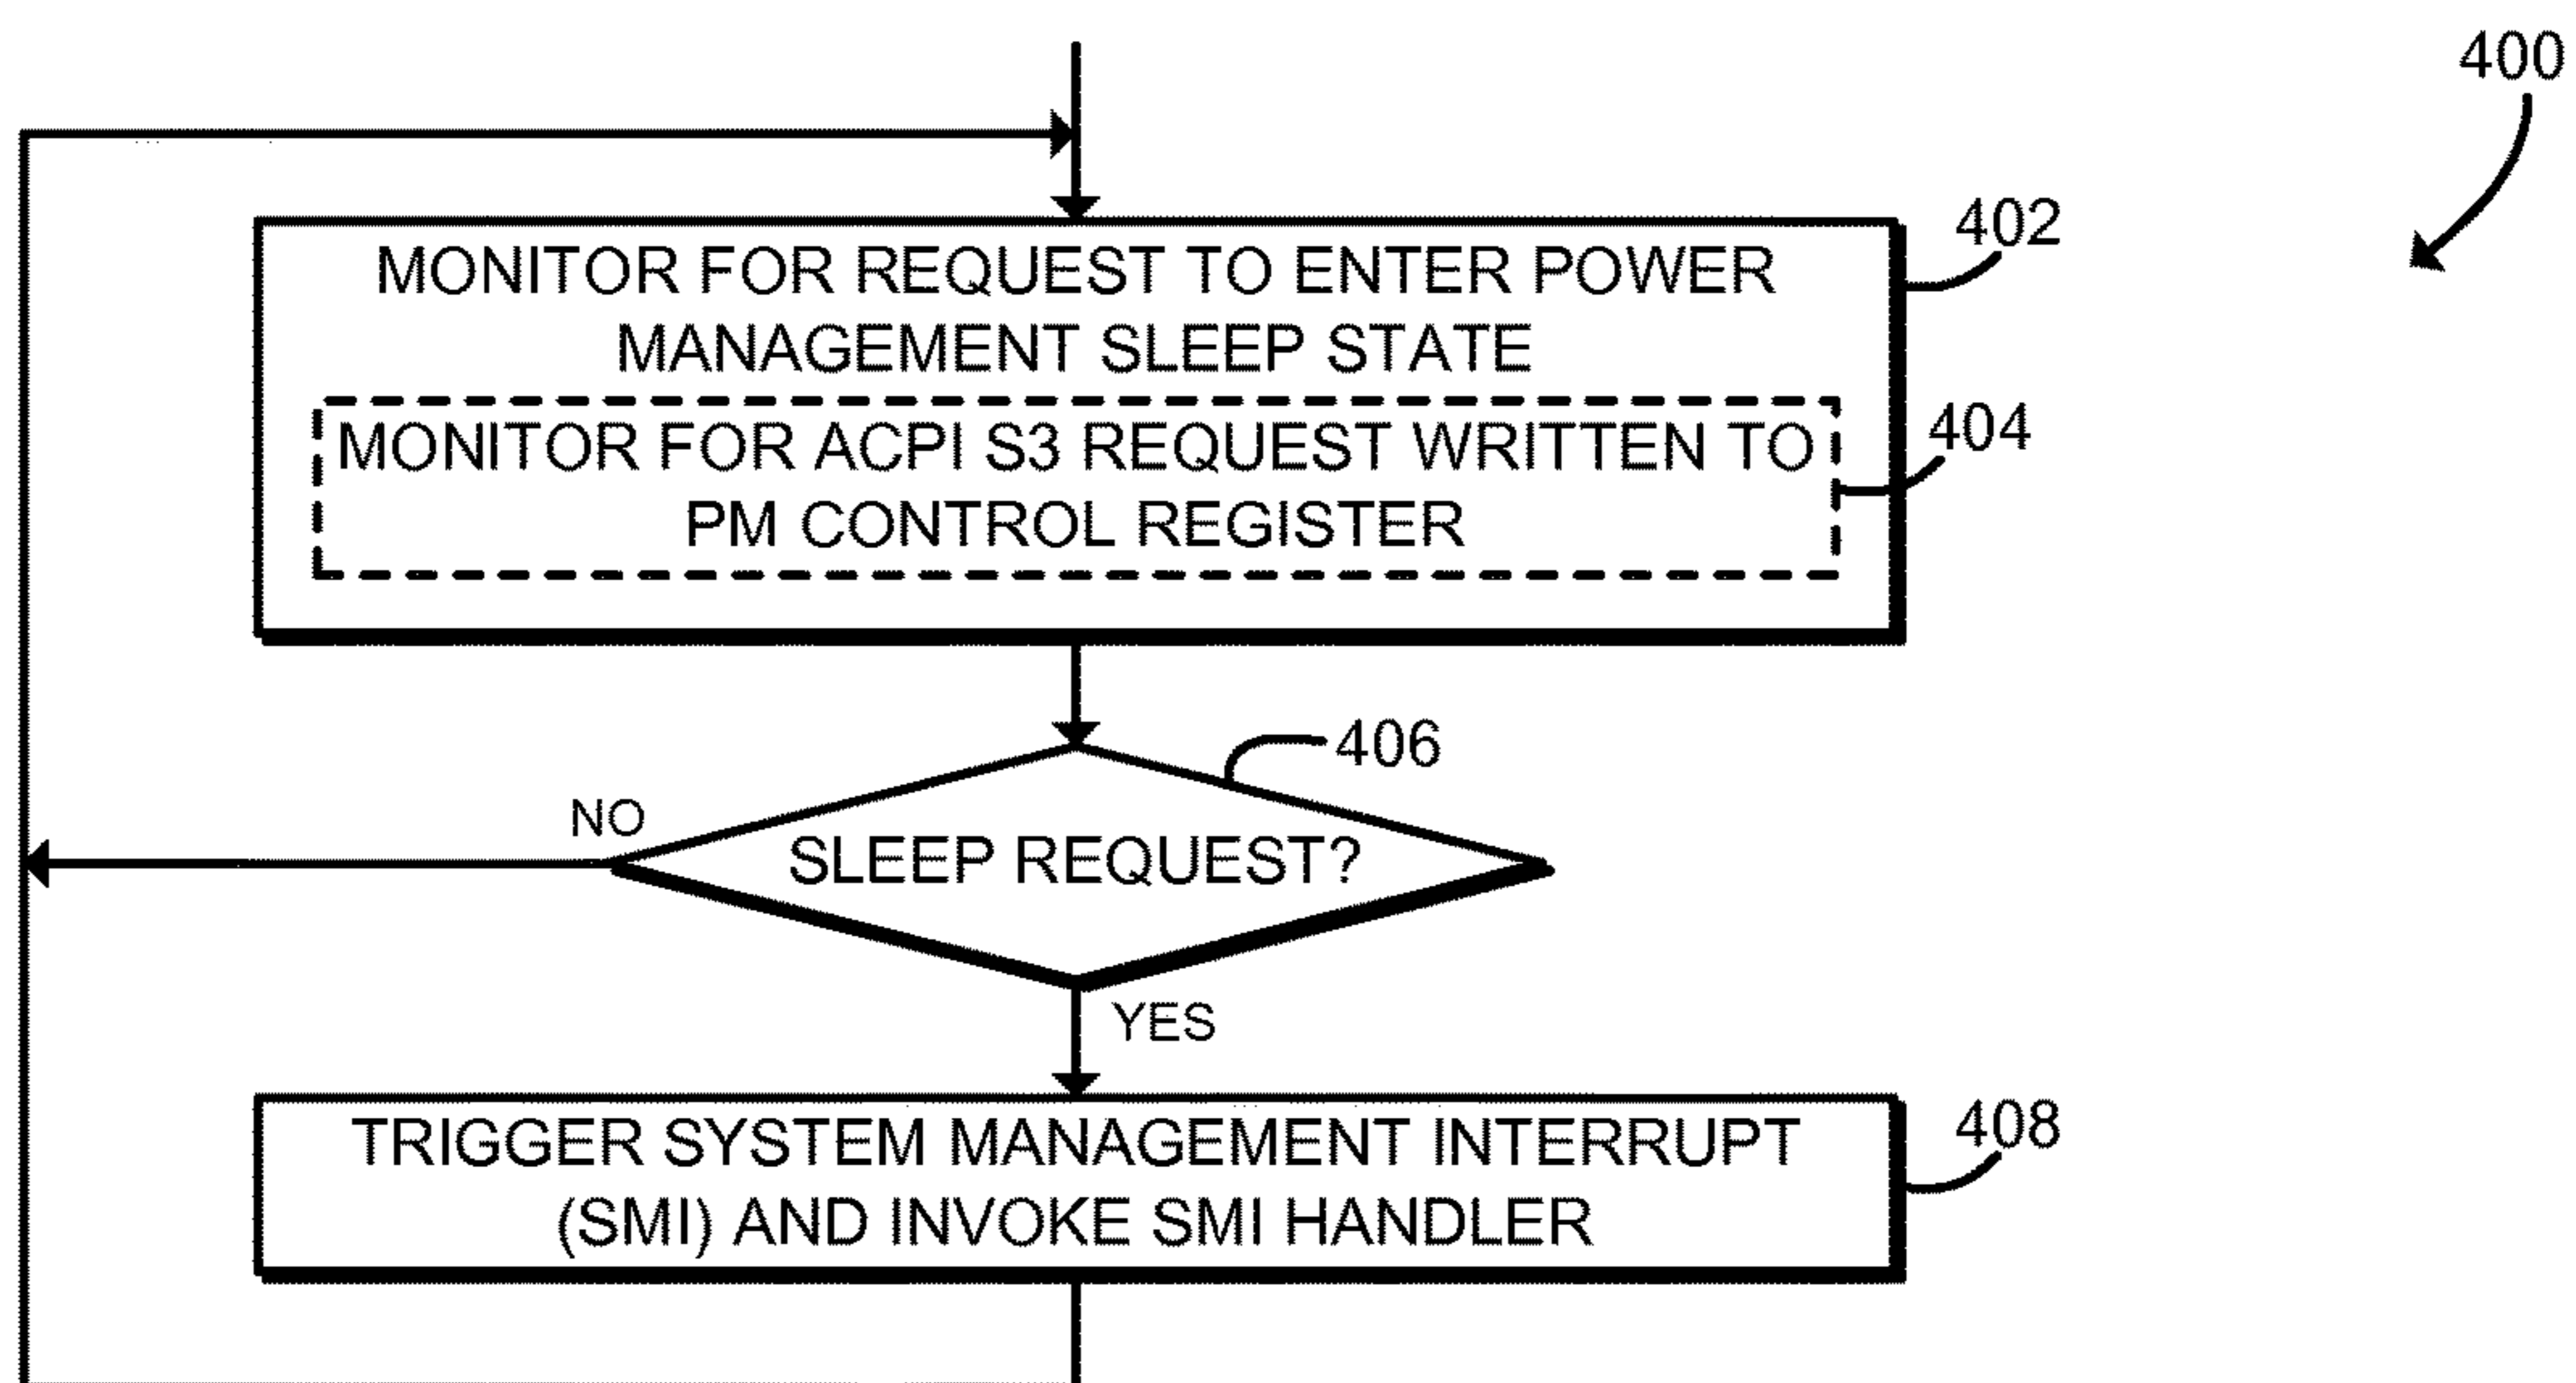 400
402
MONITOR FOR REQUEST TO ENTER POWER
MANAGEMENT SLEEP STATE
404
MONITOR FOR ACPI S3 REQUEST WRITTEN TO
PM CONTROL REGISTER
406
NO
SLEEP REQUEST?
YES
408
TRIGGER SYSTEM MANAGEMENT INTERRUPT
(SMI) AND INVOKE SMI HANDLER